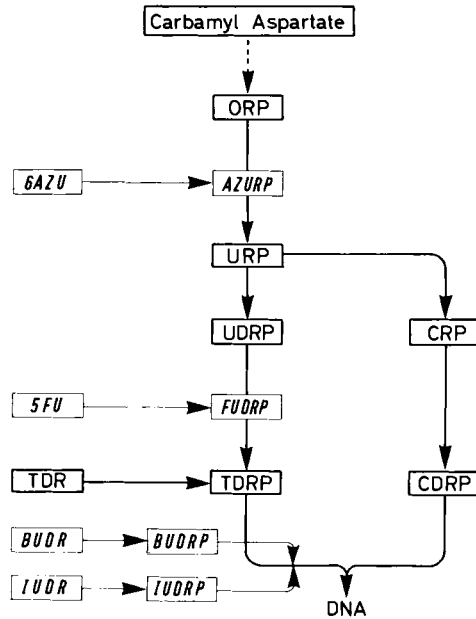 Carbamyl Aspartate
ORP
6AZU AZURP
URP
UDRP CRP
5FU FUDRP
TDR TDRP CDRP
BUDR BUDRP
IUDR IUDRP
DNA